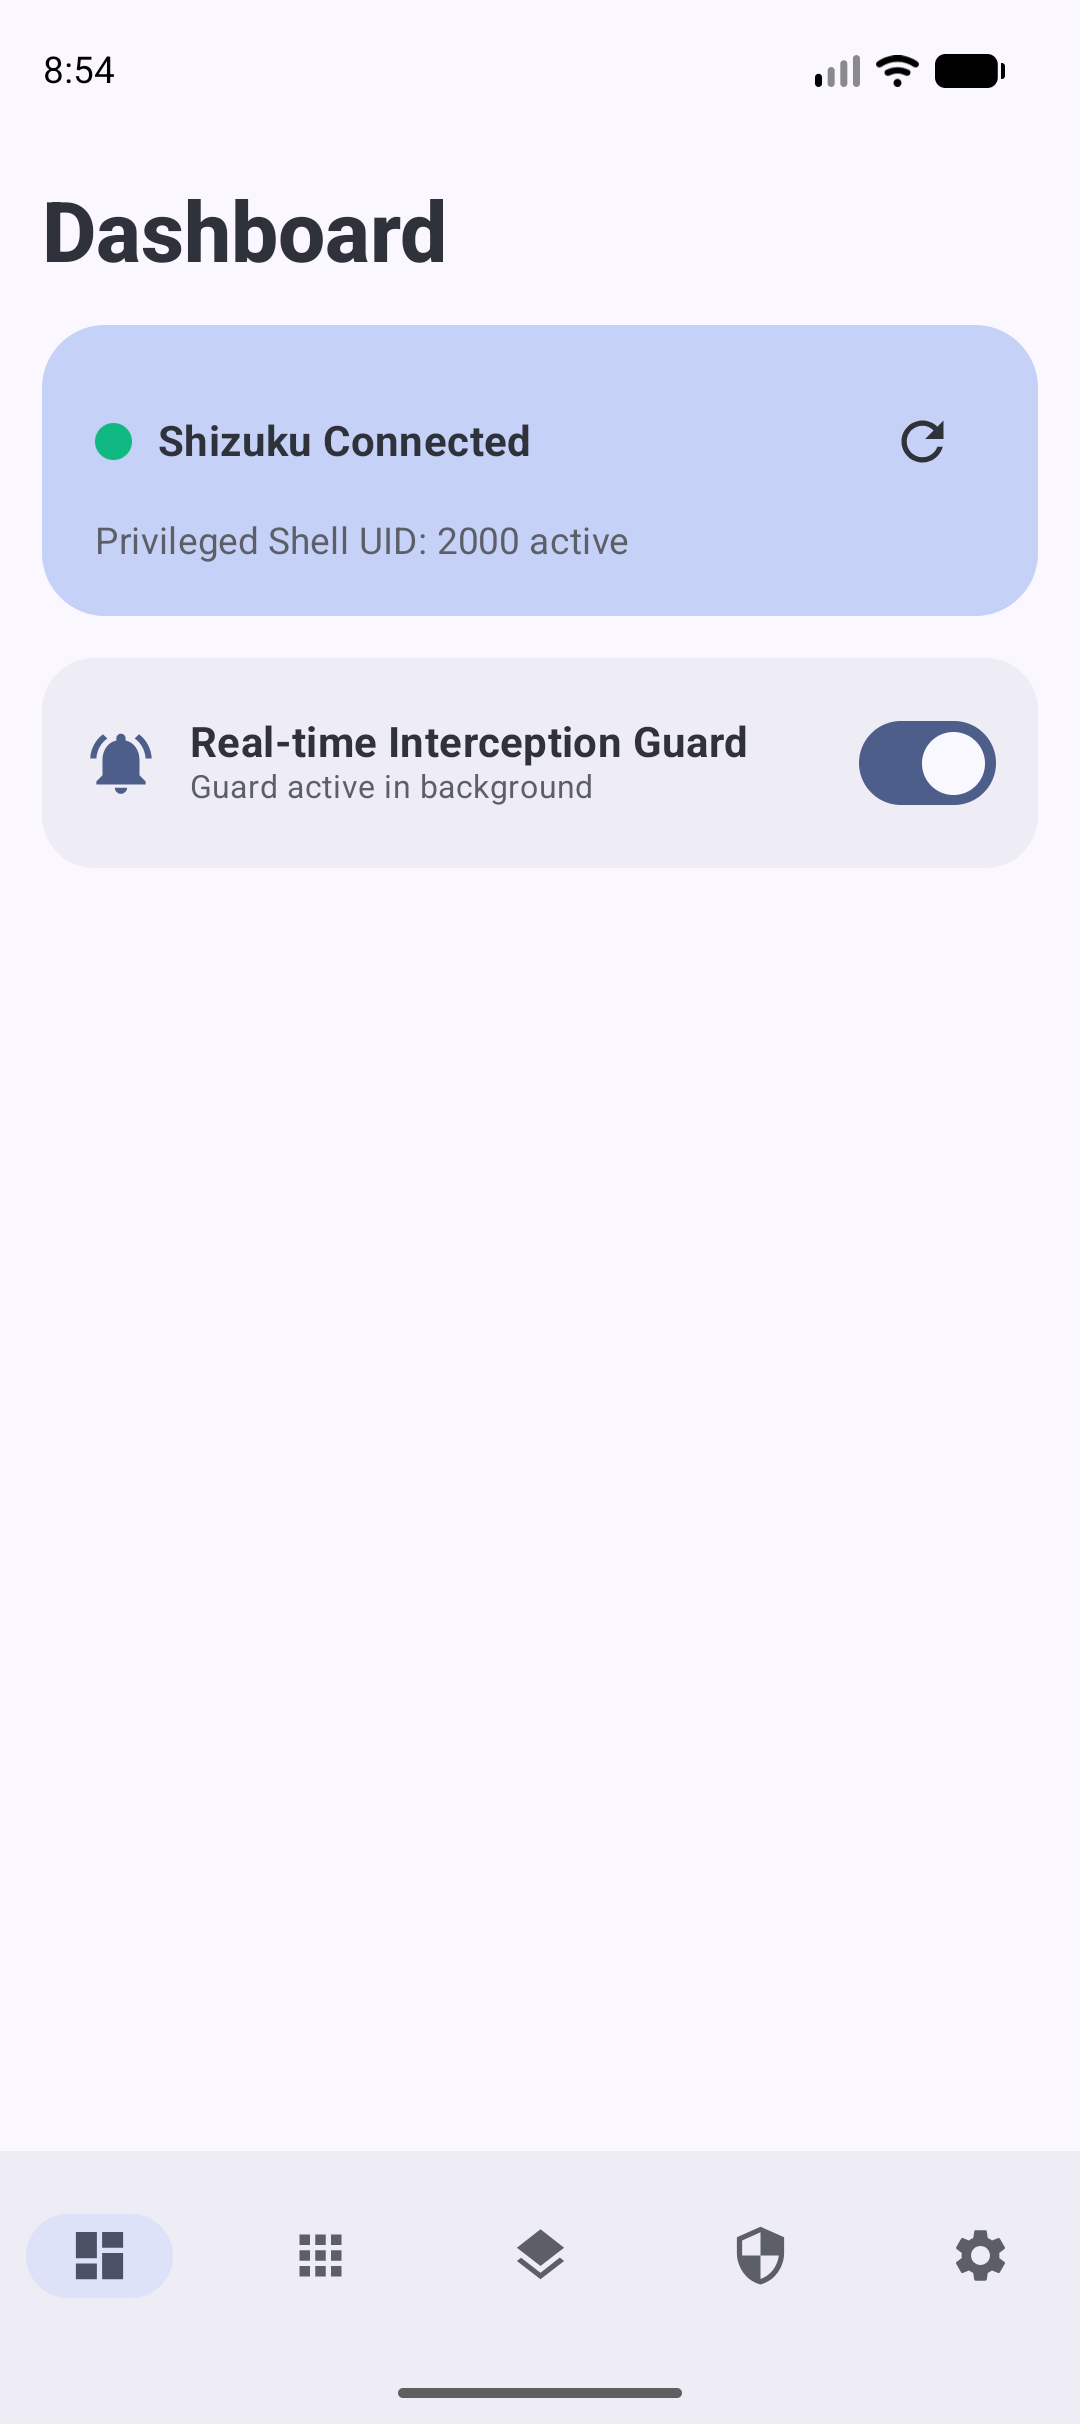 8:54
Dashboard
Shizuku Connected
Privileged Shell UID: 2000 active
Real-time Interception Guard
Guard active in background